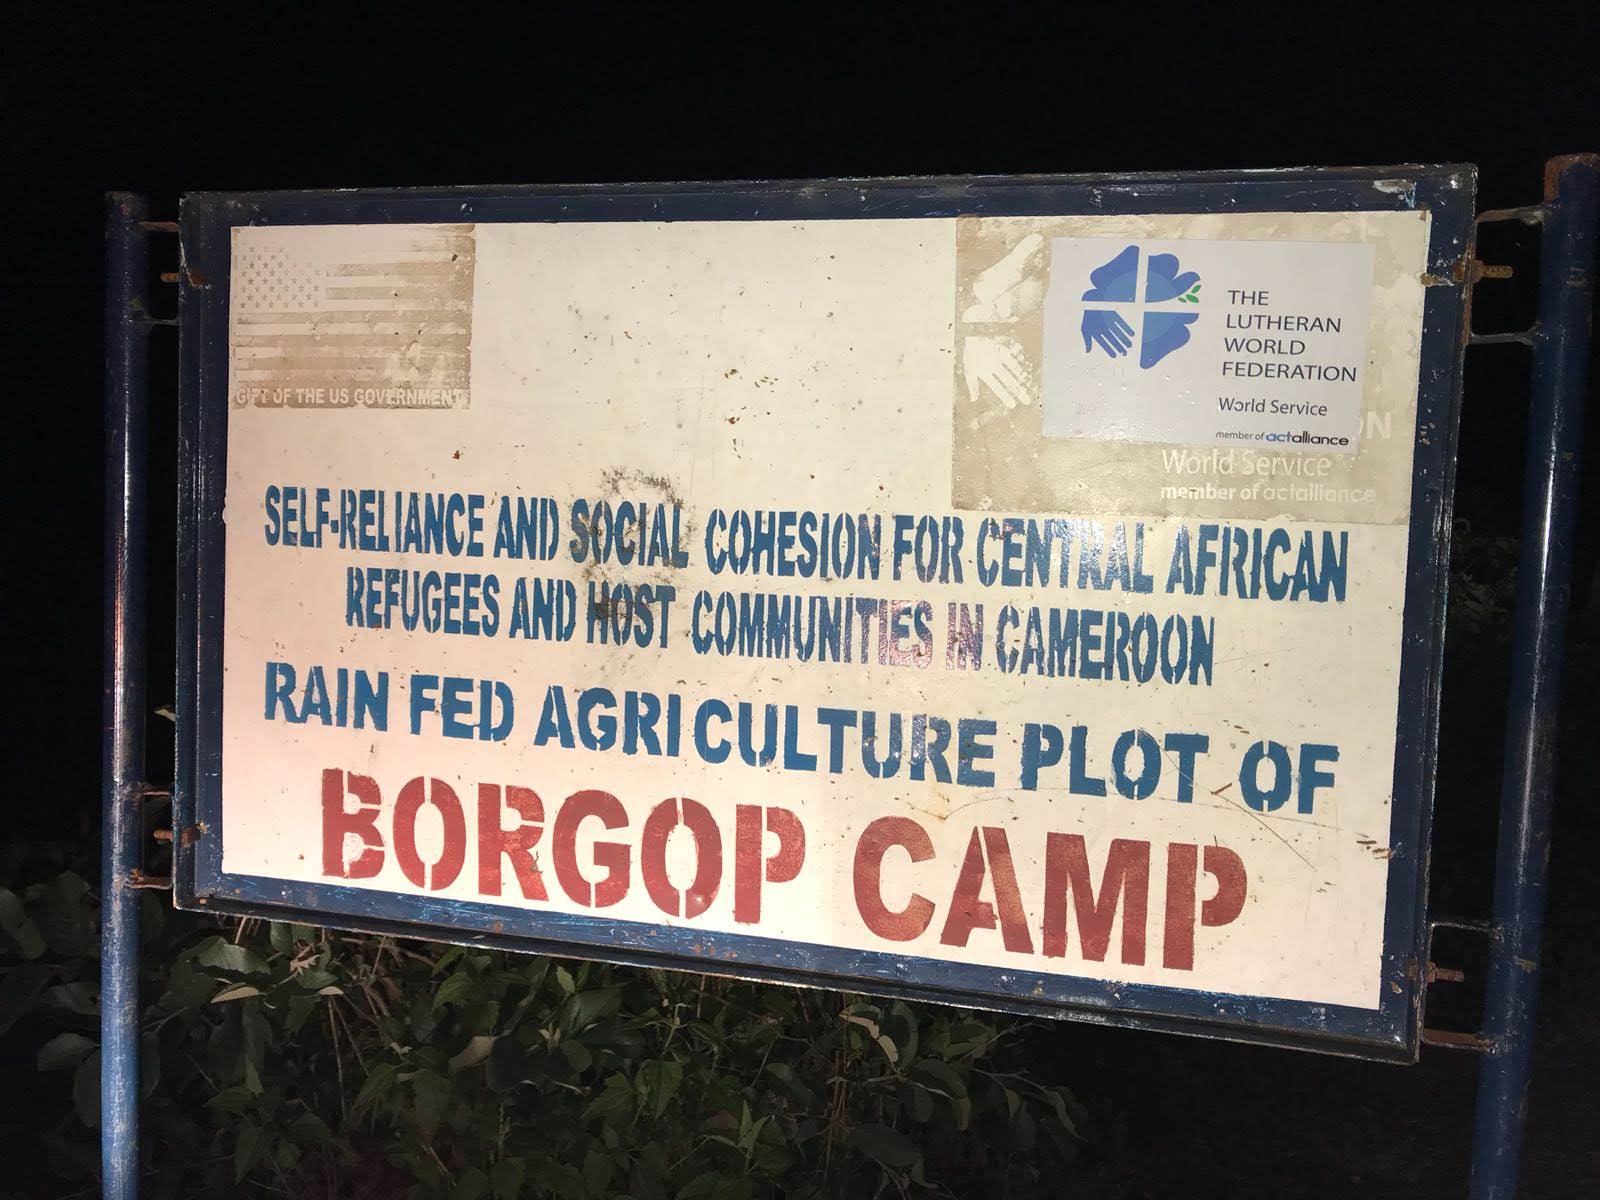 GIFT OF THE US GOVERNMENT
THE
LUTHERAN
WORLD
FEDERATION
World Service
member of actalliance
ON
World Service
member of actalliance
SELF-RELIANCE AND SOCIAL COHESION FOR CENTRAL AFRICAN
REFUGEES AND HOST COMMUNITIES IN CAMEROON
RAIN FED AGRICULTURE PLOT OF
BORGOP CAMP